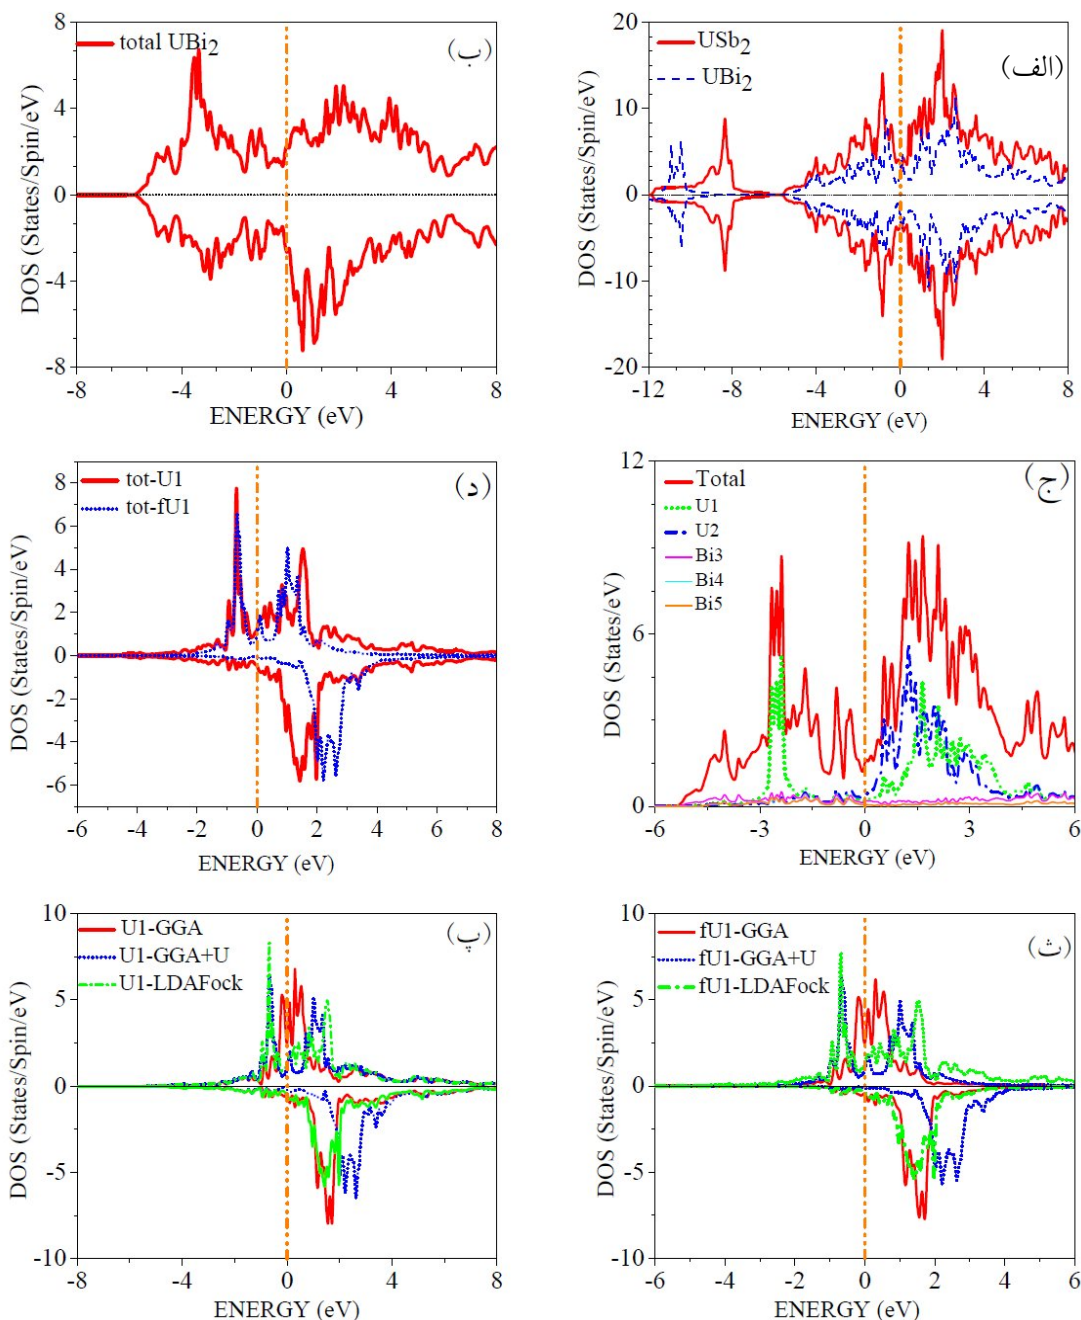 (ب)
total UBi2
8
4
0
-4
-8
DOS (States/Spin/eV)
-8 -4 0 4 8
ENERGY (eV)
(الف)
USb2
UBi2
20
10
0
-10
-20
DOS (States/Spin/eV)
-12 -8 -4 0 4 8
ENERGY (eV)
(د)
tot-U1
tot-fU1
8
6
4
2
0
-2
-4
-6
DOS (States/Spin/eV)
-8 -4 0 2 4 8
ENERGY (eV)
(ج)
Total
U1
U2
Bi3
Bi4
Bi5
12
6
0
DOS (States/eV)
-6 -3 0 3 6
ENERGY (eV)
(پ)
U1-GGA
U1-GGA+U
U1-LDAFock
10
5
0
-5
-10
DOS (States/Spin/eV)
-8 -4 0 4 8
ENERGY (eV)
(ث)
fU1-GGA
fU1-GGA+U
fU1-LDAFock
10
5
0
-5
-10
DOS (States/Spin/eV)
-6 -4 -2 0 2 4 6
ENERGY (eV)